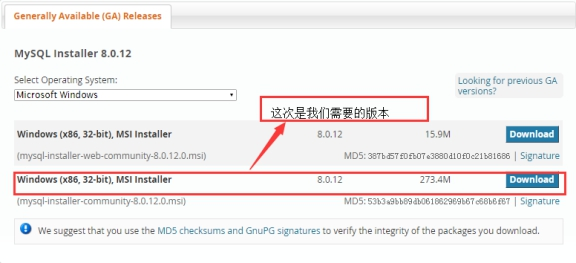 Generally Available (GA) Releases
MySQL Installer 8.0.12
Select Operating System:
Looking for previous GA
versions?
Microsoft Windows
这次是我们需要的版本
Windows (x86, 32-bit), MSI Installer 8.0.12 15.9M Download
(mysql-installer-web-community-8.0.12.0.msi) MD5: | Signature
Windows (x86, 32-bit), MSI Installer 8.0.12 273.4M Download
(mysql-installer-community-8.0.12.0.msi) MD5: | Signature
We suggest that you use the MD5 checksums and GnuPG signatures to verify the integrity of the packages you download.